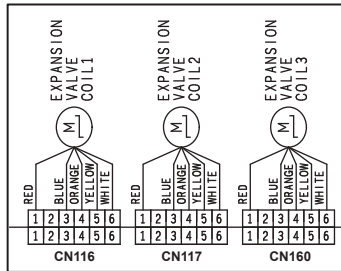 EXPANSION
VALVE
COIL1
EXPANSION
VALVE
COIL2
EXPANSION
VALVE
COIL3
M
M
M
RED
BLUE
ORANGE
YELLOW
WHITE
RED
BLUE
ORANGE
YELLOW
WHITE
RED
BLUE
ORANGE
YELLOW
WHITE
1 2 3 4 5 6
1 2 3 4 5 6
1 2 3 4 5 6
1 2 3 4 5 6
1 2 3 4 5 6
1 2 3 4 5 6
CN116
CN117
CN160